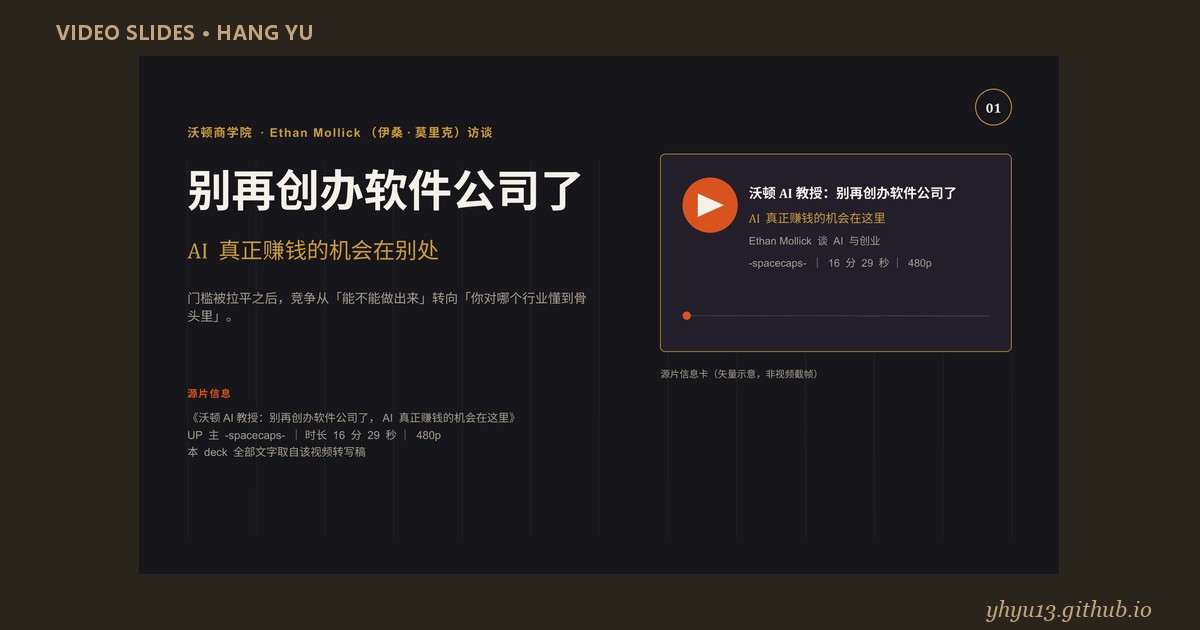 VIDEO SLIDES • HANG YU
01
沃顿商学院 · Ethan Mollick （伊桑 · 莫里克）访谈
别再创办软件公司了
AI 真正赚钱的机会在别处
门槛被拉平之后，竞争从「能不能做出来」转向「你对哪个行业懂到骨
头里」。
源片信息
《沃顿 AI 教授：别再创办软件公司了， AI 真正赚钱的机会在这里》
UP 主 -spacecaps- ｜ 时长 16 分 29 秒 ｜ 480p
本 deck 全部文字取自该视频转写稿
沃顿 AI 教授：别再创办软件公司了
AI 真正赚钱的机会在这里
Ethan Mollick 谈 AI 与创业
-spacecaps- ｜ 16 分 29 秒 ｜ 480p
源片信息卡（矢量示意，非视频截帧）
yhyu13.github.io